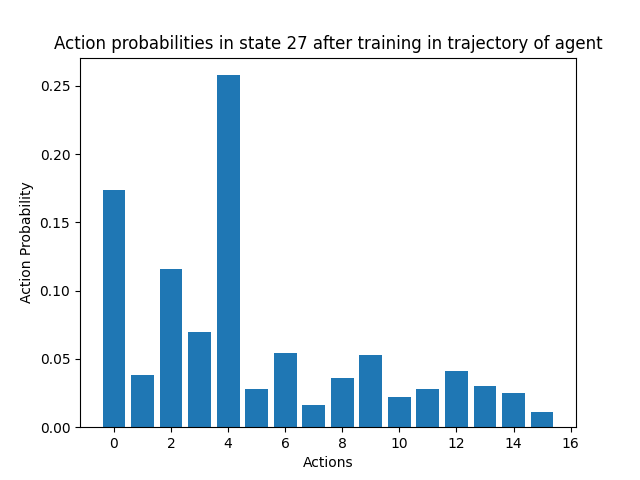 Action probabilities in state 27 after training in trajectory of agent
Action Probability
0.25
0.20
0.15
0.10
0.05
0.00
0 2 4 6 8 10 12 14 16
Actions